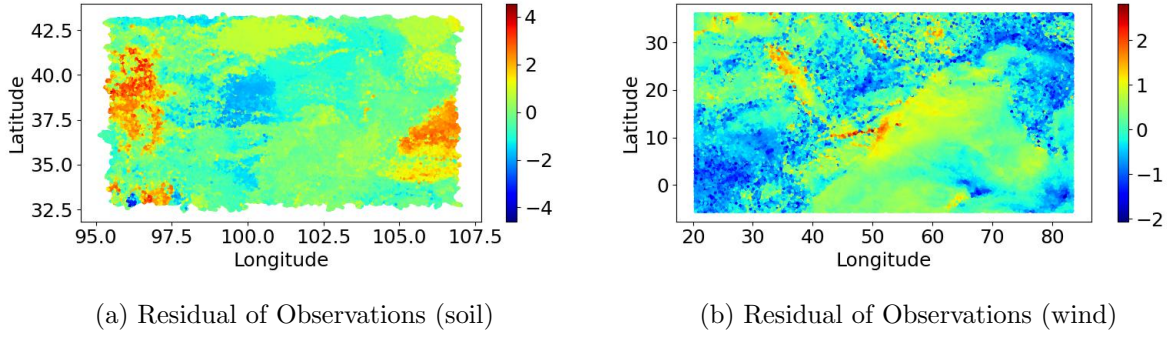 42.5
40.0
37.5
35.0
32.5
Latitude
95.0 97.5 100.0 102.5 105.0 107.5
Longitude
4
2
0
−2
−4
30
20
10
0
Latitude
20 30 40 50 60 70 80
Longitude
2
1
0
−1
−2
(a) Residual of Observations (soil)
(b) Residual of Observations (wind)